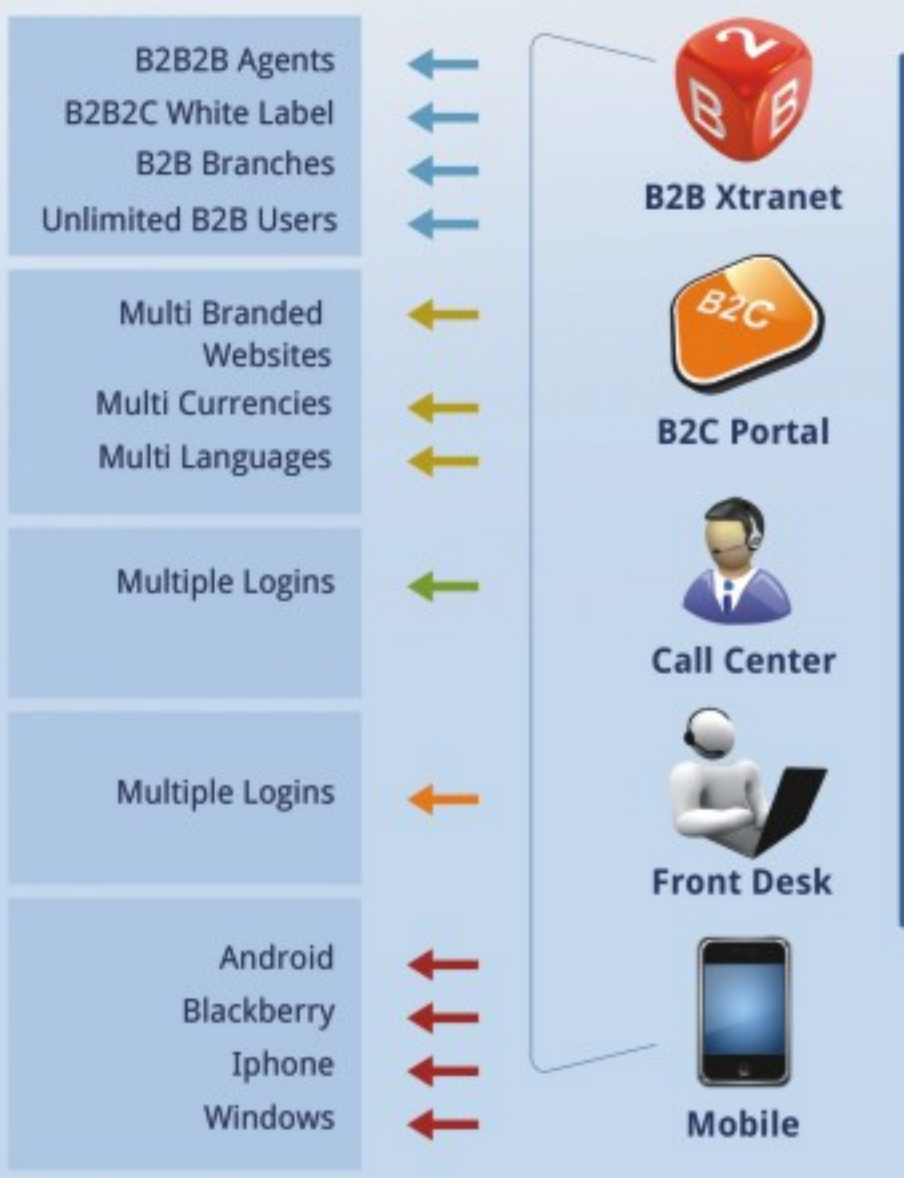 B2B2B Agents
B2B2C White Label
B2B Branches
Unlimited B2B Users
2
B B
B2B Xtranet
Multi Branded
Websites
Multi Currencies
Multi Languages
B2C
B2C Portal
Multiple Logins
Call Center
Multiple Logins
Front Desk
Android
Blackberry
Iphone
Windows
Mobile